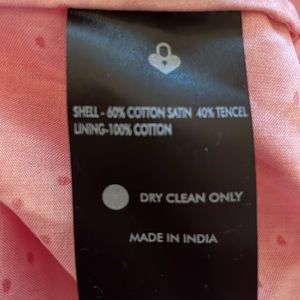 SHELL - 60% COTTON SATIN 40% TENCEL
LINING-100% COTTON
DRY CLEAN ONLY
MADE IN INDIA